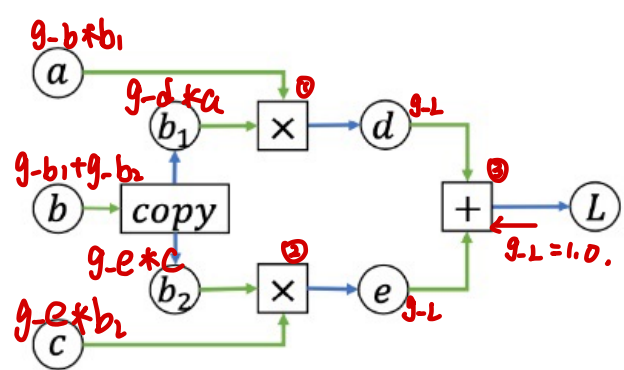 g-b*b1
a
g-d*a
①
b1
×
d
g-L
g-b1+g-b2
b
copy
③
+
L
g-L=1.0.
g-e*c
②
b2
×
e
g-L
g-e*b2
c